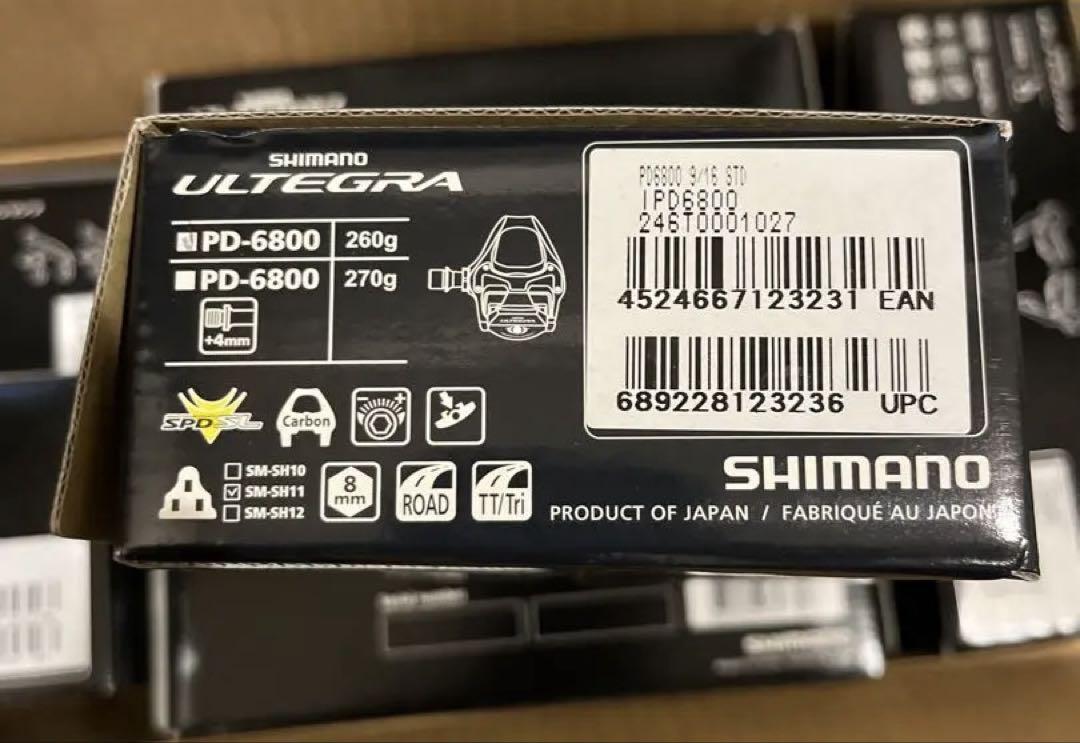 SHIMANO
ULTEGRA
PD-6800 260g
PD-6800 270g
+4mm
SPD-SL
Carbon
SM-SH10
SM-SH11
SM-SH12
8
mm
ROAD
TT/Tri
PD6800 9/16 STD
IPD6800
246T0001027
4524667123231 EAN
689228123236 UPC
SHIMANO
PRODUCT OF JAPAN / FABRIQUÉ AU JAPON